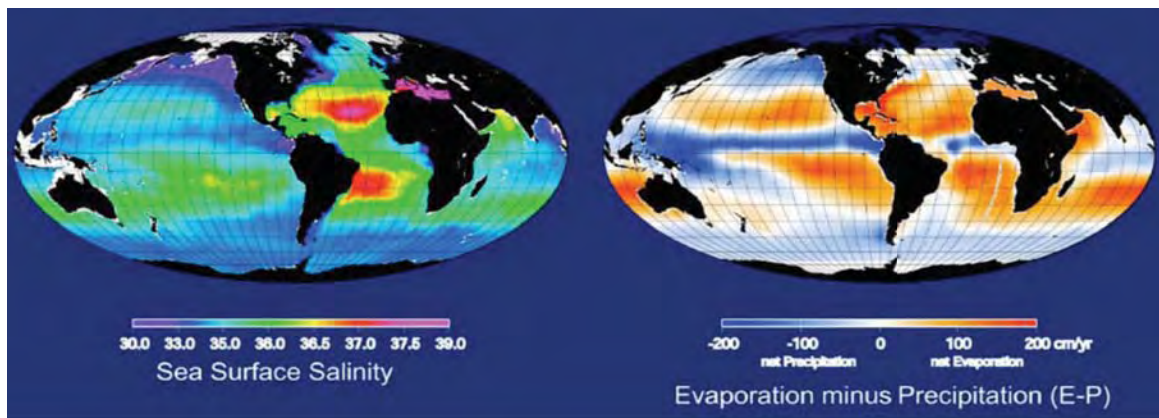 30.0 33.0 35.0 36.0 36.5 37.0 37.5 39.0
Sea Surface Salinity
-200 -100 0 100 200 cm/yr
net Precipitation net Evaporation
Evaporation minus Precipitation (E-P)